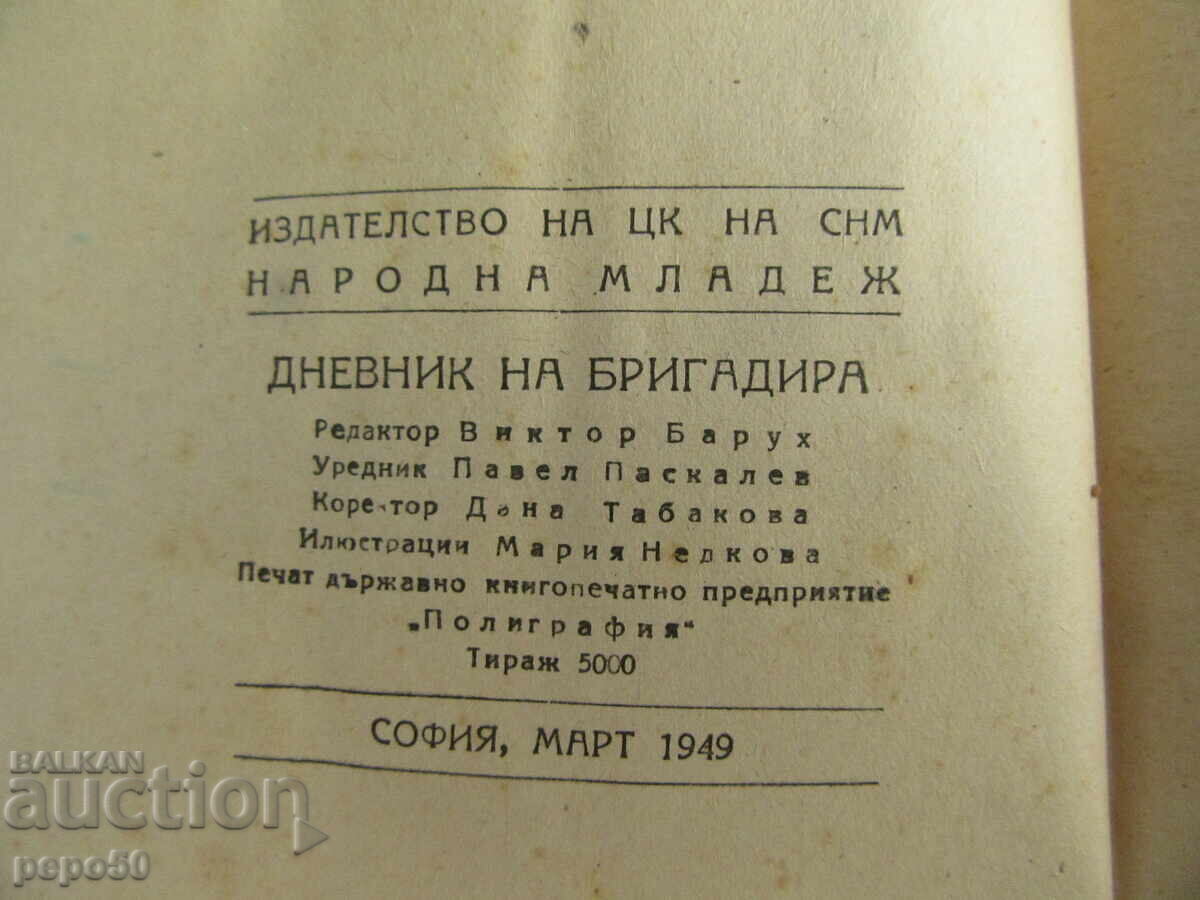 ИЗДАТЕЛСТВО НА ЦК НА СНМ
НАРОДНА МЛАДЕЖ
ДНЕВНИК НА БРИГАДИРА
Редактор Виктор Барух
Уредник Павел Паскалев
Коректор Дана Табакова
Илюстрации Мария Недкова
Печат държавно книгопечатно предприятие
„Полиграфия“
Тираж 5000
СОФИЯ, МАРТ 1949
BALKAN
auction
pepo50